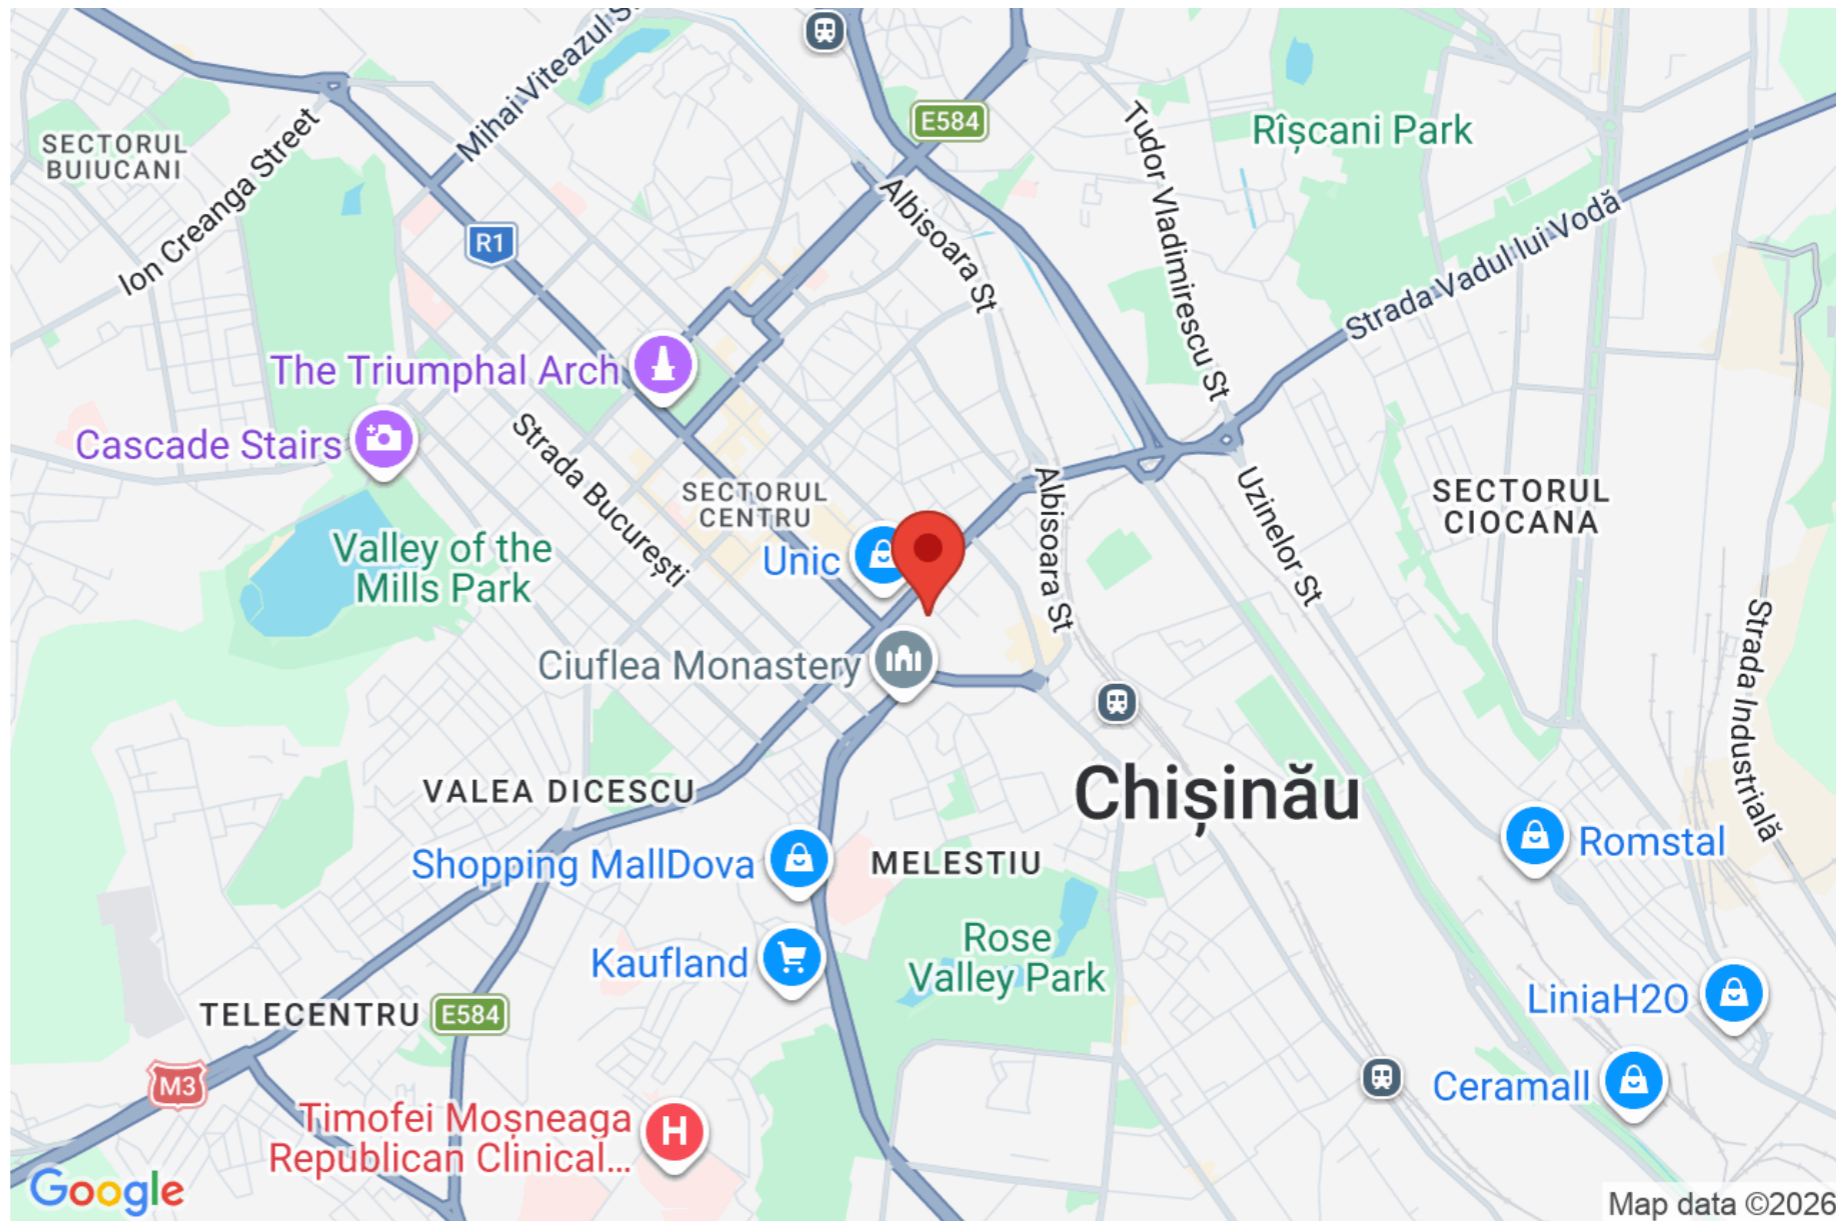 Mihai Viteazul S
E584
Rîșcani Park
SECTORUL
BUIUCANI
Ion Creanga Street
Tudor Vladimirescu St
Albisoara St
R1
Strada Vadul lui Vodă
The Triumphal Arch
Cascade Stairs
Strada București
SECTORUL
CENTRU
Albisoara St
Uzinelor St
SECTORUL
CIOCANA
Valley of the
Mills Park
Unic
Ciuflea Monastery
Strada Industrială
VALEA DICESCU
Chișinău
Shopping MallDova
MELESTIU
Romstal
Kaufland
Rose
Valley Park
TELECENTRU
E584
LiniaH2O
M3
Ceramall
Timofei Moșneaga
Republican Clinical...
H
Google
Map data ©2026